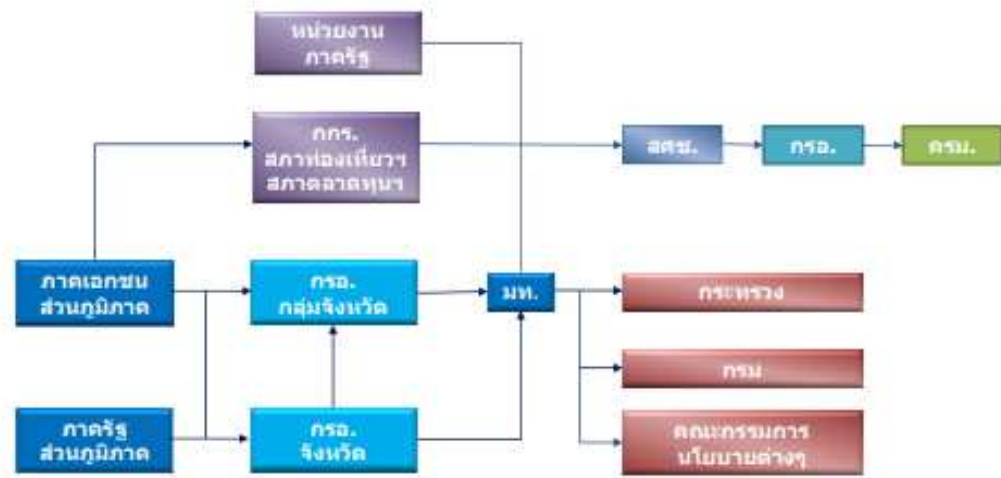 หน่วยงาน
ภาครัฐ
กกร.
สภาท่องเที่ยวฯ
สภาตลาดทุนฯ
สศช.
กรอ.
ครม.
ภาคเอกชน
ส่วนภูมิภาค
กรอ.
กลุ่มจังหวัด
มท.
กระทรวง
กรม
ภาครัฐ
ส่วนภูมิภาค
กรอ.
จังหวัด
คณะกรรมการ
นโยบายต่างๆ